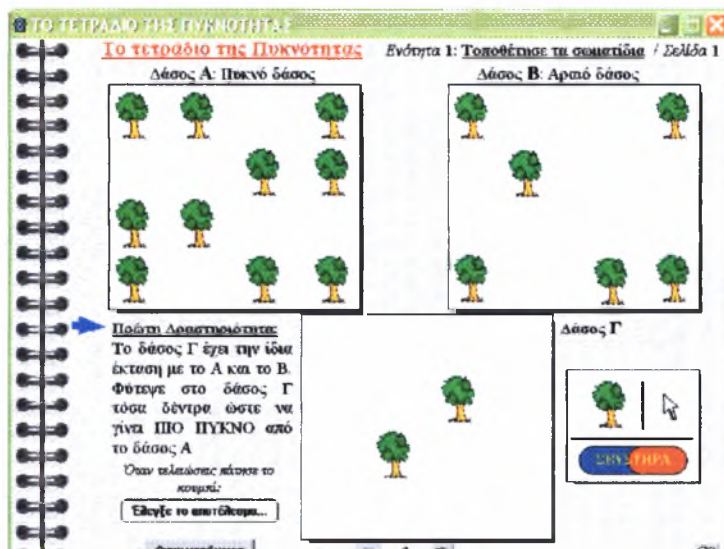 ΤΟ ΤΕΤΡΑΔΙΟ ΤΗΣ ΠΥΚΝΟΤΗΤΑΣ
Το τετράδιο της Πυκνότητας
Ενότητα 1: Τοποθέτησε τα σωματίδια / Σελίδα 1
Δάσος Α: Πυκνό δάσος
Δάσος Β: Αραιό δάσος
Πρώτη Δραστηριότητα:
Το δάσος Γ έχει την ίδια
έκταση με το Α και το Β.
Φύτεψε στο δάσος Γ
τόσα δέντρα ώστε να
γίνει ΠΙΟ ΠΥΚΝΟ από
το δάσος Α
Όταν τελειώσεις πάτησε το
κουμπί:
Έλεγξε το αποτέλεσμα...
Δάσος Γ